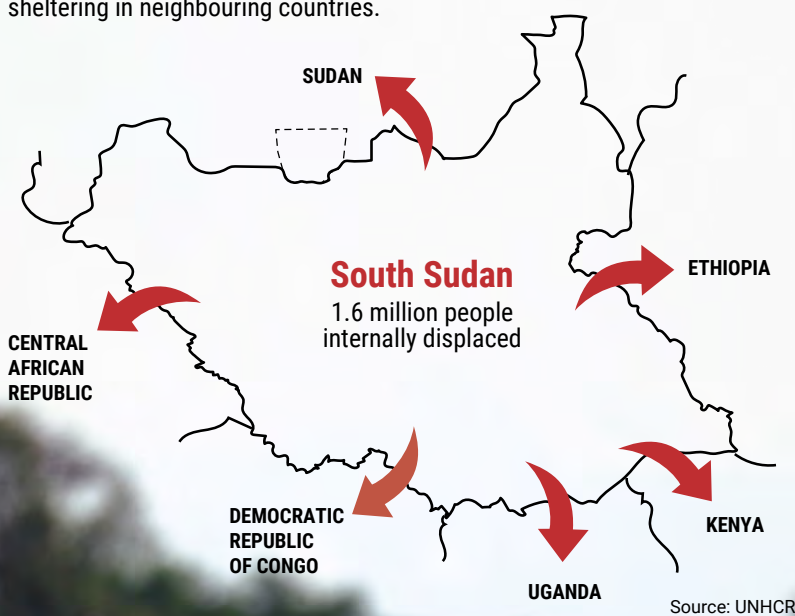 sheltering in neighbouring countries.
SUDAN
South Sudan
1.6 million people
internally displaced
ETHIOPIA
CENTRAL
AFRICAN
REPUBLIC
DEMOCRATIC
REPUBLIC
OF CONGO
KENYA
UGANDA
Source: UNHCR